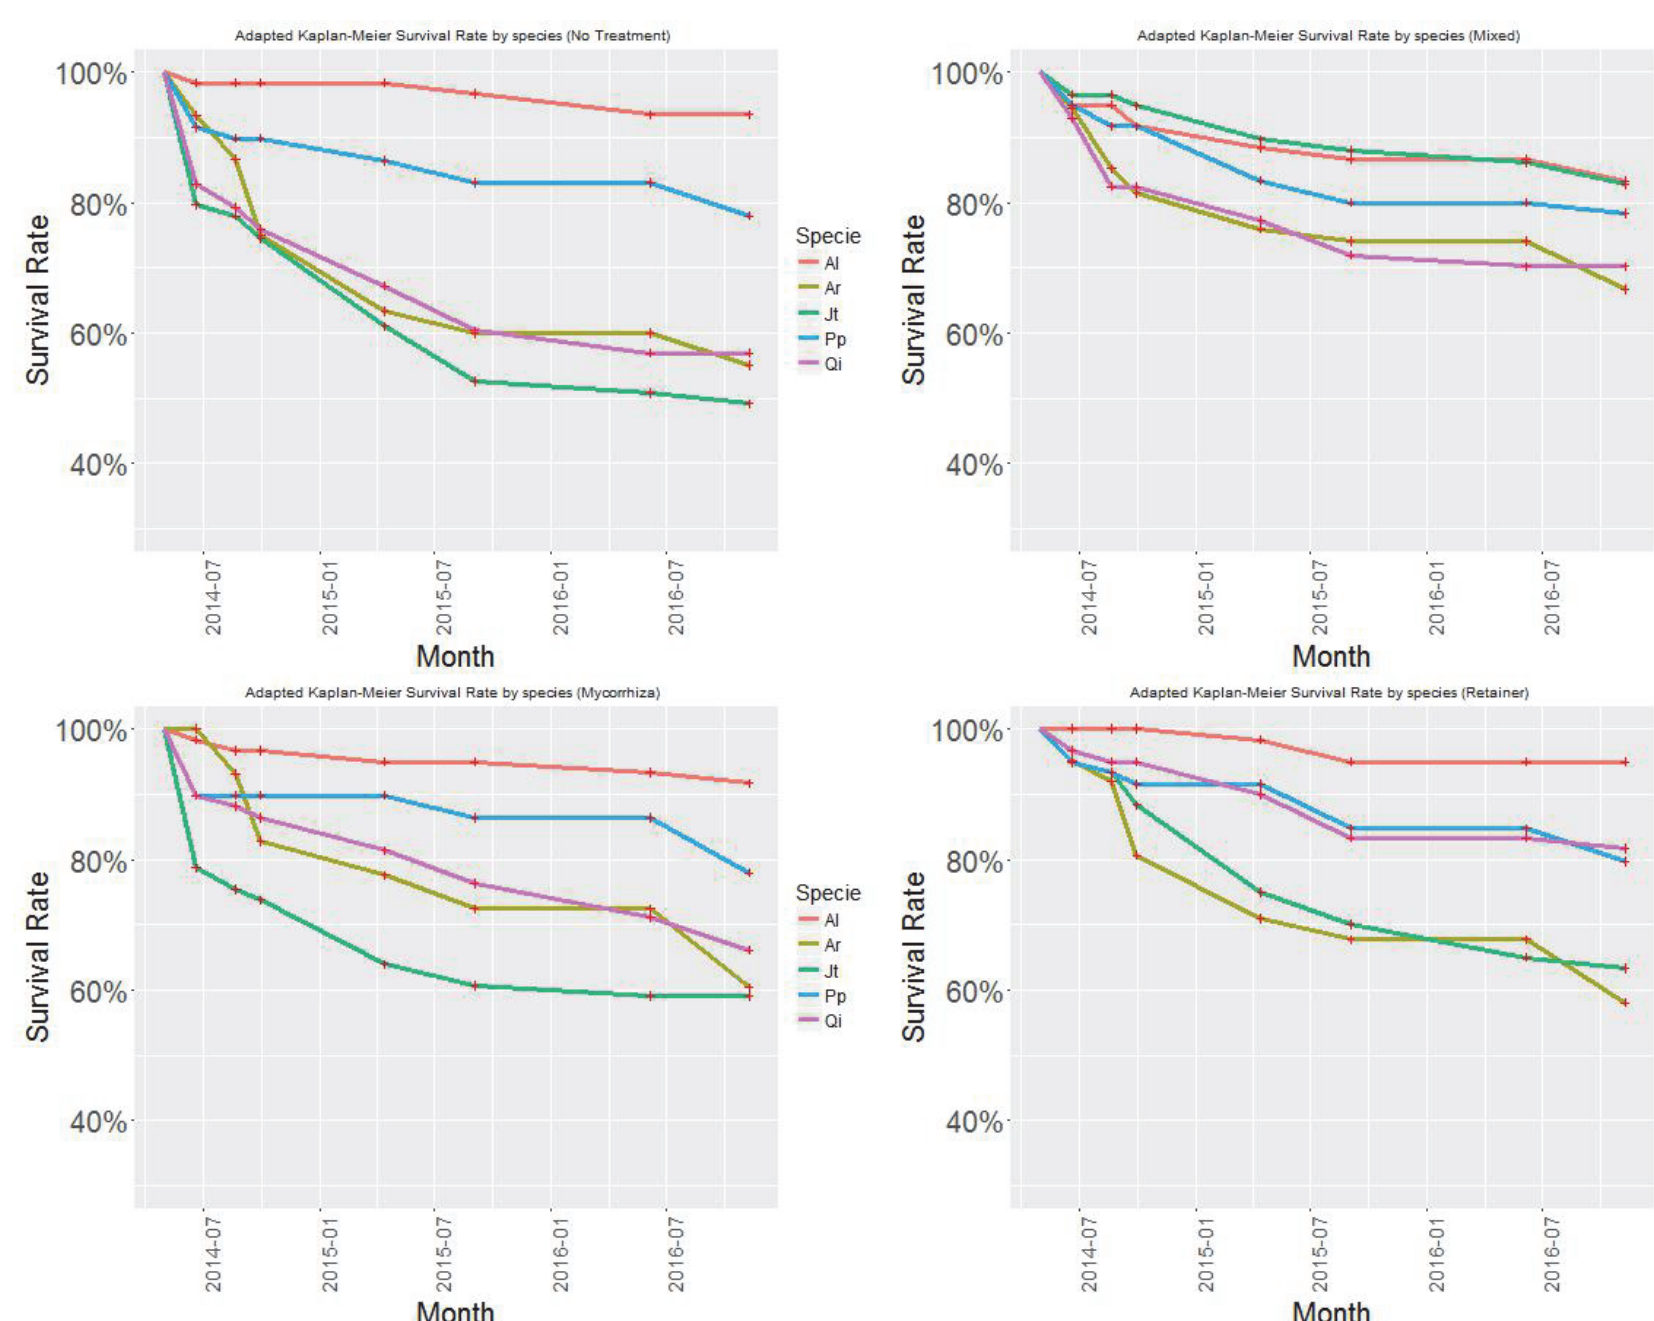 Adapted Kaplan-Meier Survival Rate by species (No Treatment)
100%
80%
60%
40%
Survival Rate
2014-07
2015-01
2015-07
2016-01
2016-07
Month
Specie
Al
Ar
Jt
Pp
Qi
Adapted Kaplan-Meier Survival Rate by species (Mixed)
100%
80%
60%
40%
Survival Rate
2014-07
2015-01
2015-07
2016-01
2016-07
Month
Adapted Kaplan-Meier Survival Rate by species (Mycorrhiza)
100%
80%
60%
40%
Survival Rate
2014-07
2015-01
2015-07
2016-01
2016-07
Month
Specie
Al
Ar
Jt
Pp
Qi
Adapted Kaplan-Meier Survival Rate by species (Retainer)
100%
80%
60%
40%
Survival Rate
2014-07
2015-01
2015-07
2016-01
2016-07
Month